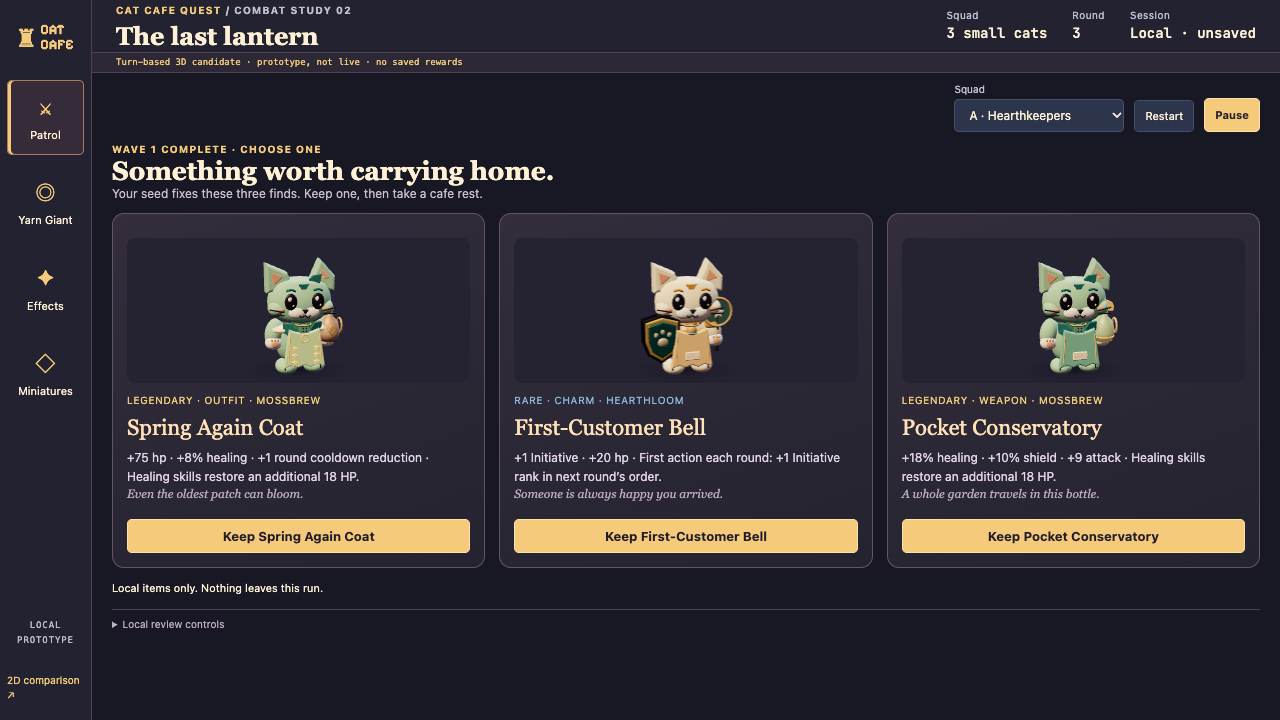 CAT CAFE
Patrol
Yarn Giant
Effects
Miniatures
LOCAL PROTOTYPE
2D comparison ↗
CAT CAFE QUEST / COMBAT STUDY 02
The last lantern
Squad
3 small cats
Round
3
Session
Local · unsaved
Turn-based 3D candidate · prototype, not live · no saved rewards
Squad
A · Hearthkeepers
Restart
Pause
WAVE 1 COMPLETE · CHOOSE ONE
Something worth carrying home.
Your seed fixes these three finds. Keep one, then take a cafe rest.
LEGENDARY · OUTFIT · MOSSBREW
Spring Again Coat
+75 hp · +8% healing · +1 round cooldown reduction ·
Healing skills restore an additional 18 HP.
Even the oldest patch can bloom.
Keep Spring Again Coat
RARE · CHARM · HEARTHLOOM
First-Customer Bell
+1 Initiative · +20 hp · First action each round: +1 Initiative
rank in next round's order.
Someone is always happy you arrived.
Keep First-Customer Bell
LEGENDARY · WEAPON · MOSSBREW
Pocket Conservatory
+18% healing · +10% shield · +9 attack · Healing skills
restore an additional 18 HP.
A whole garden travels in this bottle.
Keep Pocket Conservatory
Local items only. Nothing leaves this run.
Local review controls